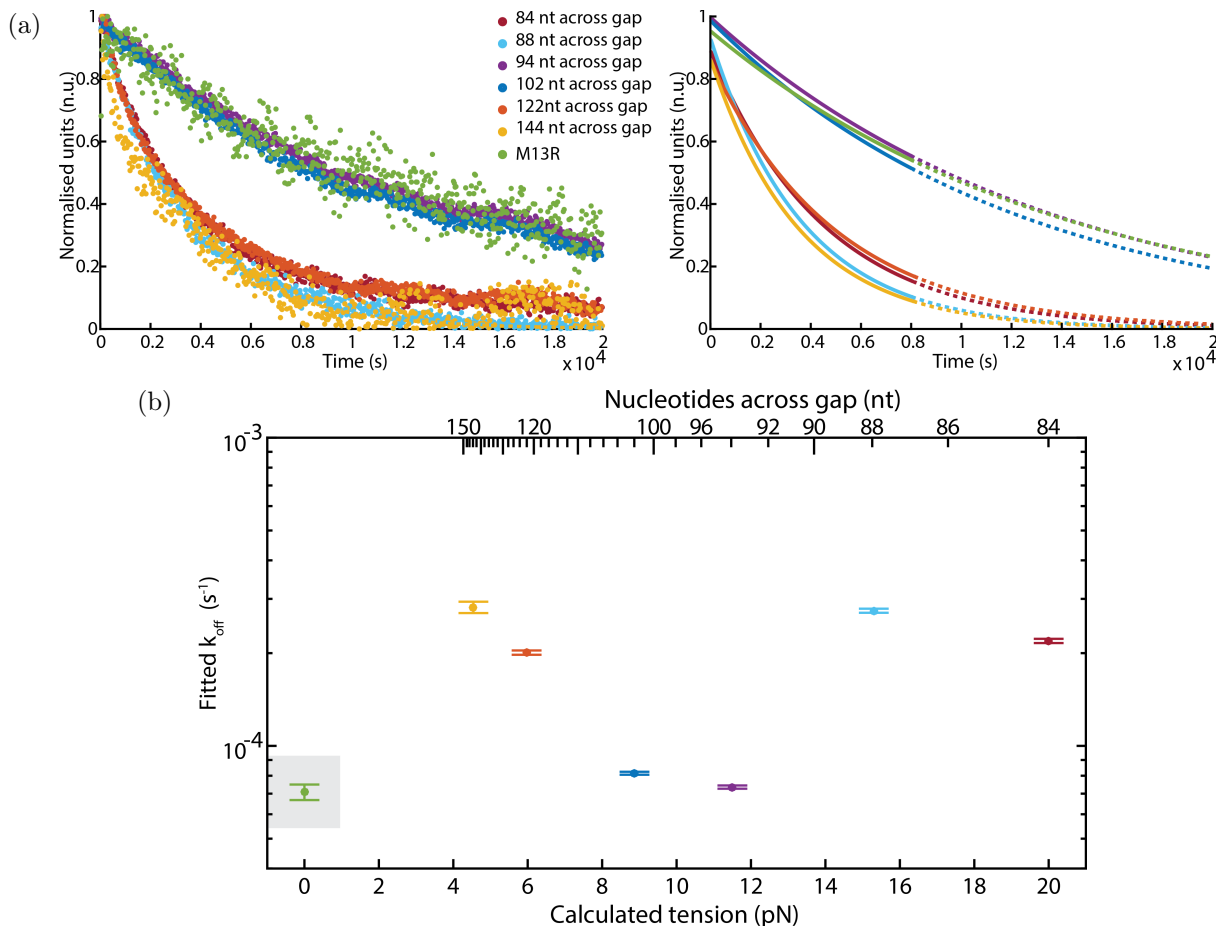 (a)
Normalised units (n.u.)
1
0.8
0.6
0.4
0.2
0
0 0.2 0.4 0.6 0.8 1 1.2 1.4 1.6 1.8 2
Time (s)
x10⁴
84 nt across gap
88 nt across gap
94 nt across gap
102 nt across gap
122nt across gap
144 nt across gap
M13R
Normalised units (n.u.)
1
0.8
0.6
0.4
0.2
0
0 0.2 0.4 0.6 0.8 1 1.2 1.4 1.6 1.8 2
Time (s)
x10⁴
(b)
Nucleotides across gap (nt)
150 120 100 96 92 90 88 86 84
10⁻³
10⁻⁴
Fitted k_off (s⁻¹)
0 2 4 6 8 10 12 14 16 18 20
Calculated tension (pN)